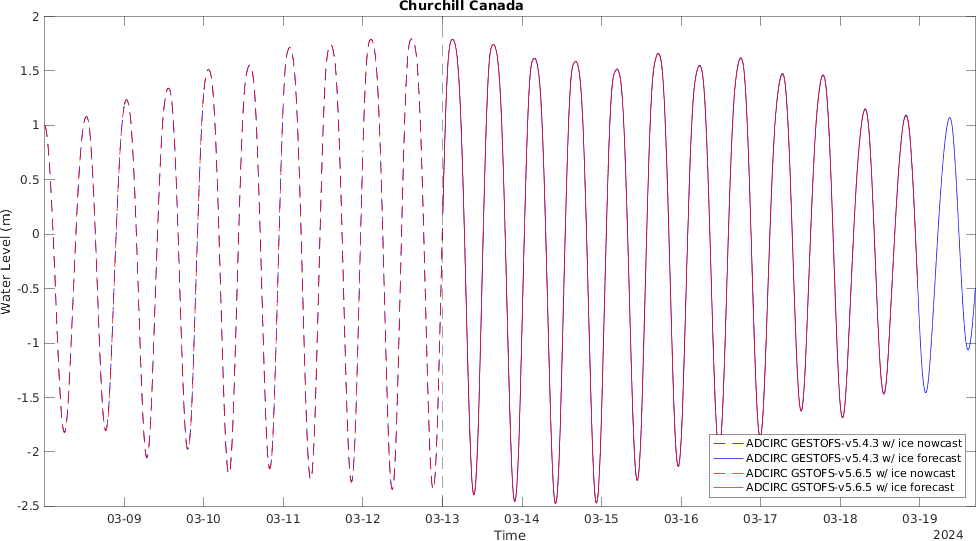 Churchill Canada
2
1.5
1
0.5
0
-0.5
-1
-1.5
-2
-2.5
Water Level (m)
ADCIRC GESTOFS-v5.4.3 w/ ice nowcast
ADCIRC GESTOFS-v5.4.3 w/ ice forecast
ADCIRC GSTOFS-v5.6.5 w/ ice nowcast
ADCIRC GSTOFS-v5.6.5 w/ ice forecast
03-09 03-10 03-11 03-12 03-13 03-14 03-15 03-16 03-17 03-18 03-19
Time
2024